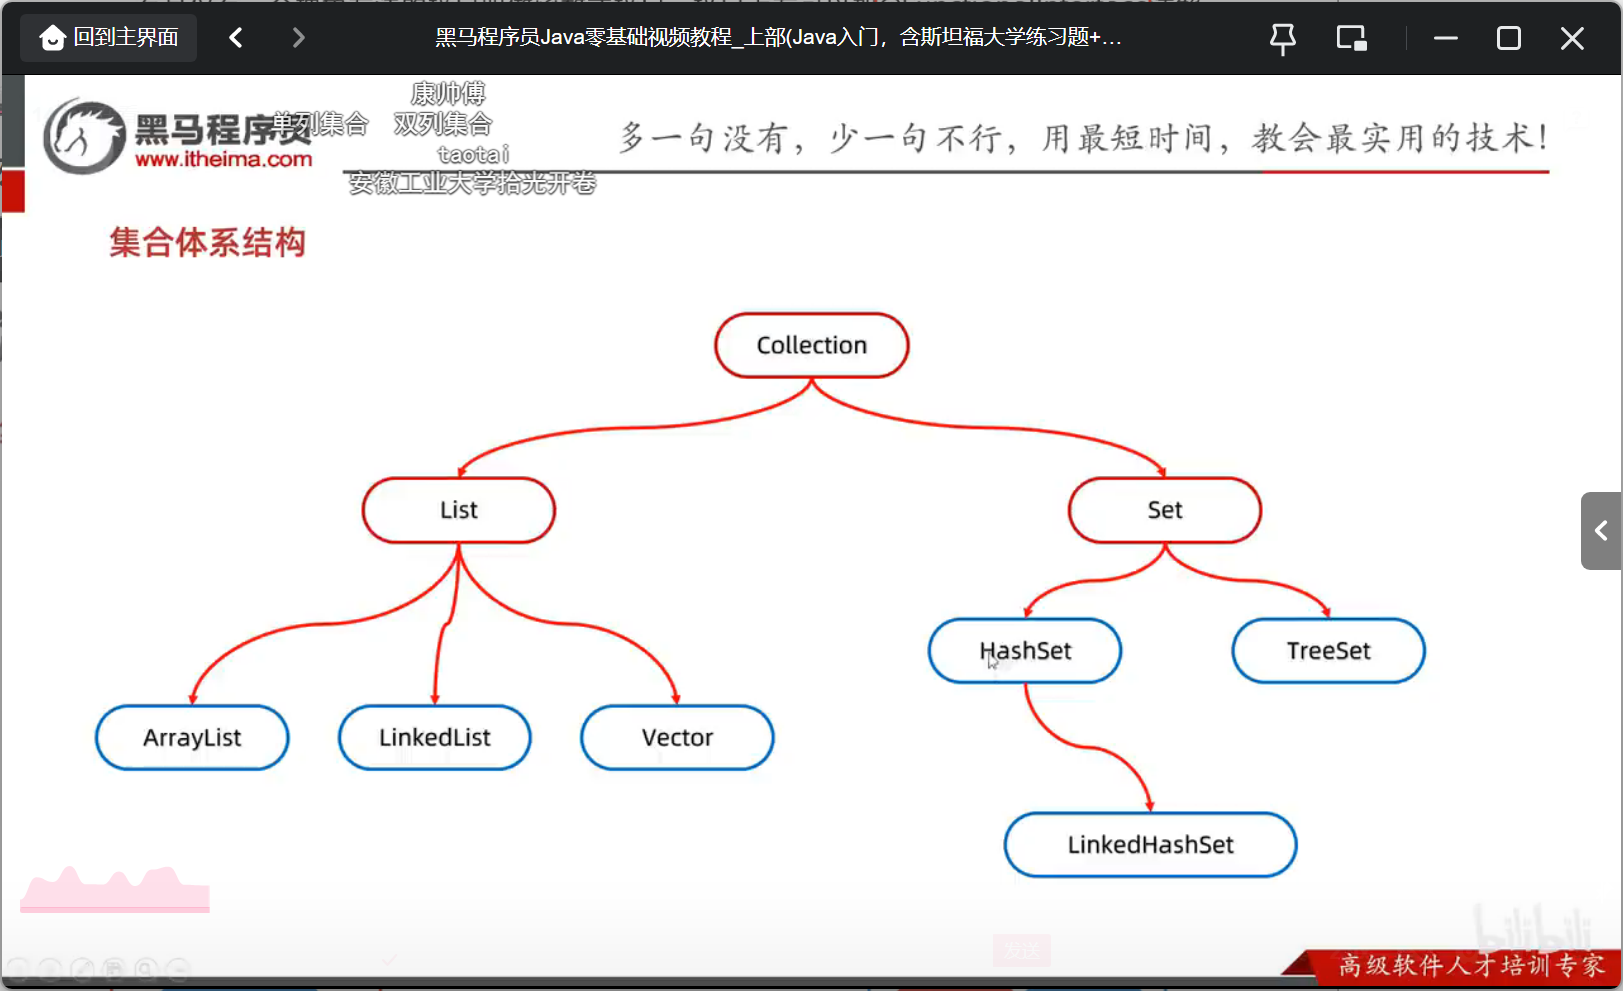 回到主界面
黑马程序员Java零基础视频教程_上部(Java入门，含斯坦福大学练习题+...
康帅傅
黑马程序员
单列集合 双列集合
www.itheima.com
taotai
安徽工业大学拾光开卷
多一句没有，少一句不行，用最短时间，教会最实用的技术！
集合体系结构
Collection
List
Set
HashSet
TreeSet
ArrayList
LinkedList
Vector
LinkedHashSet
发送
bilibili
高级软件人才培训专家